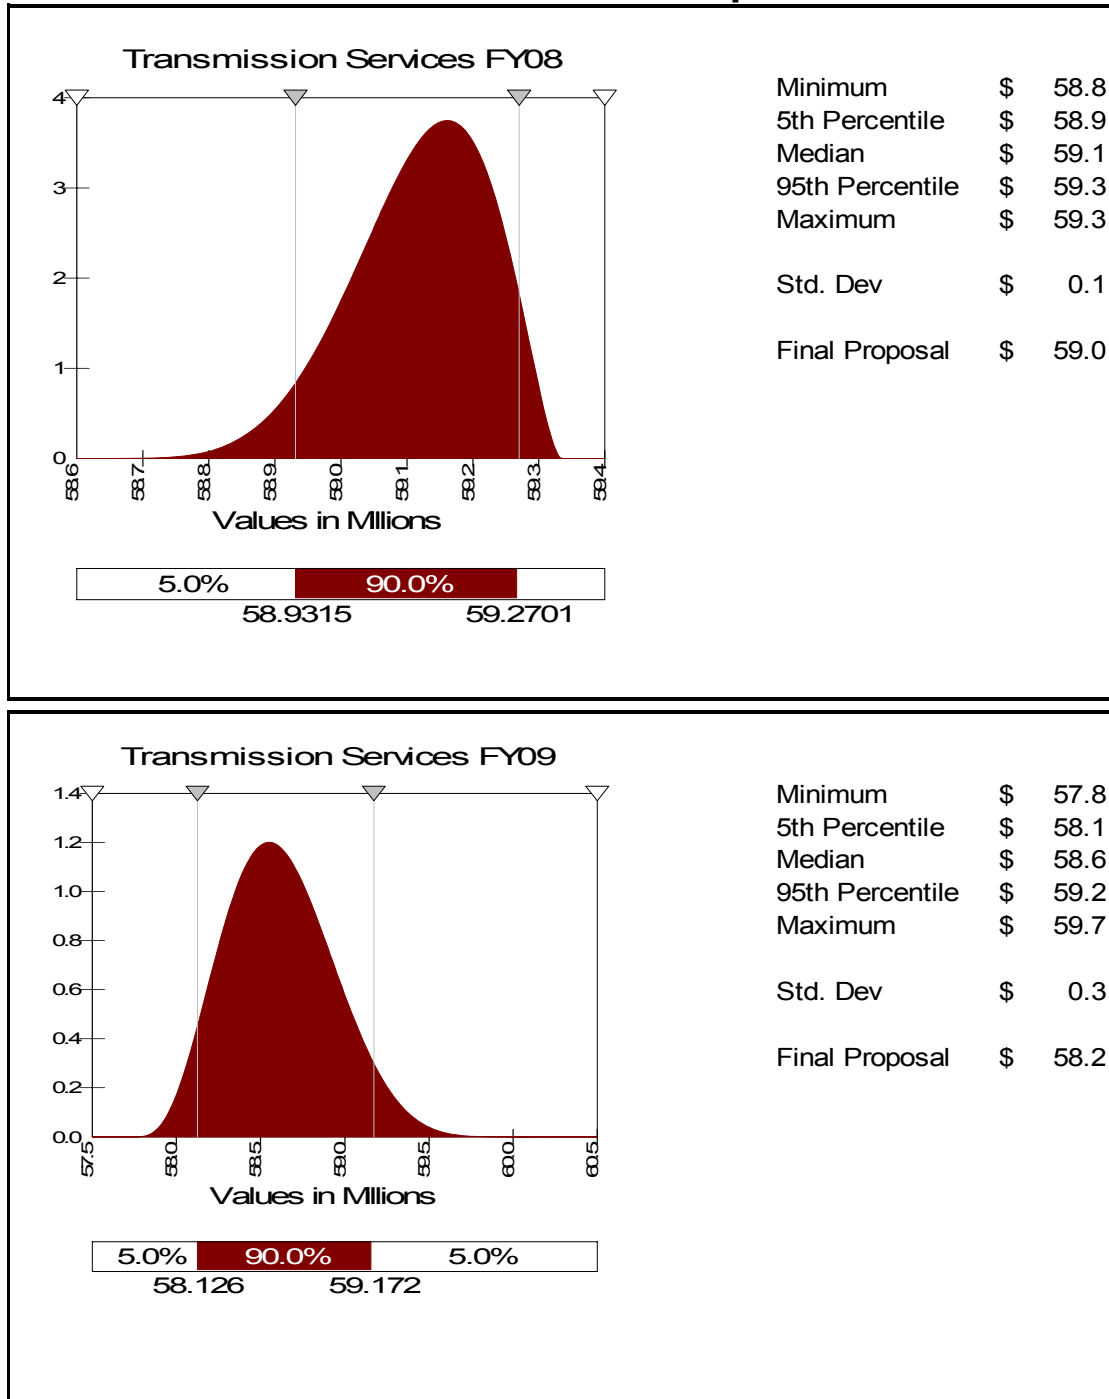 Transmission Services FY08
4
3
2
1
0
58.6
58.7
58.8
58.9
59.0
59.1
59.2
59.3
59.4
Values in Millions
5.0% 90.0%
58.9315 59.2701
Minimum $ 58.8
5th Percentile $ 58.9
Median $ 59.1
95th Percentile $ 59.3
Maximum $ 59.3
Std. Dev $ 0.1
Final Proposal $ 59.0
Transmission Services FY09
1.4
1.2
1.0
0.8
0.6
0.4
0.2
0.0
57.5
58.0
58.5
59.0
59.5
60.0
60.5
Values in Millions
5.0% 90.0% 5.0%
58.126 59.172
Minimum $ 57.8
5th Percentile $ 58.1
Median $ 58.6
95th Percentile $ 59.2
Maximum $ 59.7
Std. Dev $ 0.3
Final Proposal $ 58.2